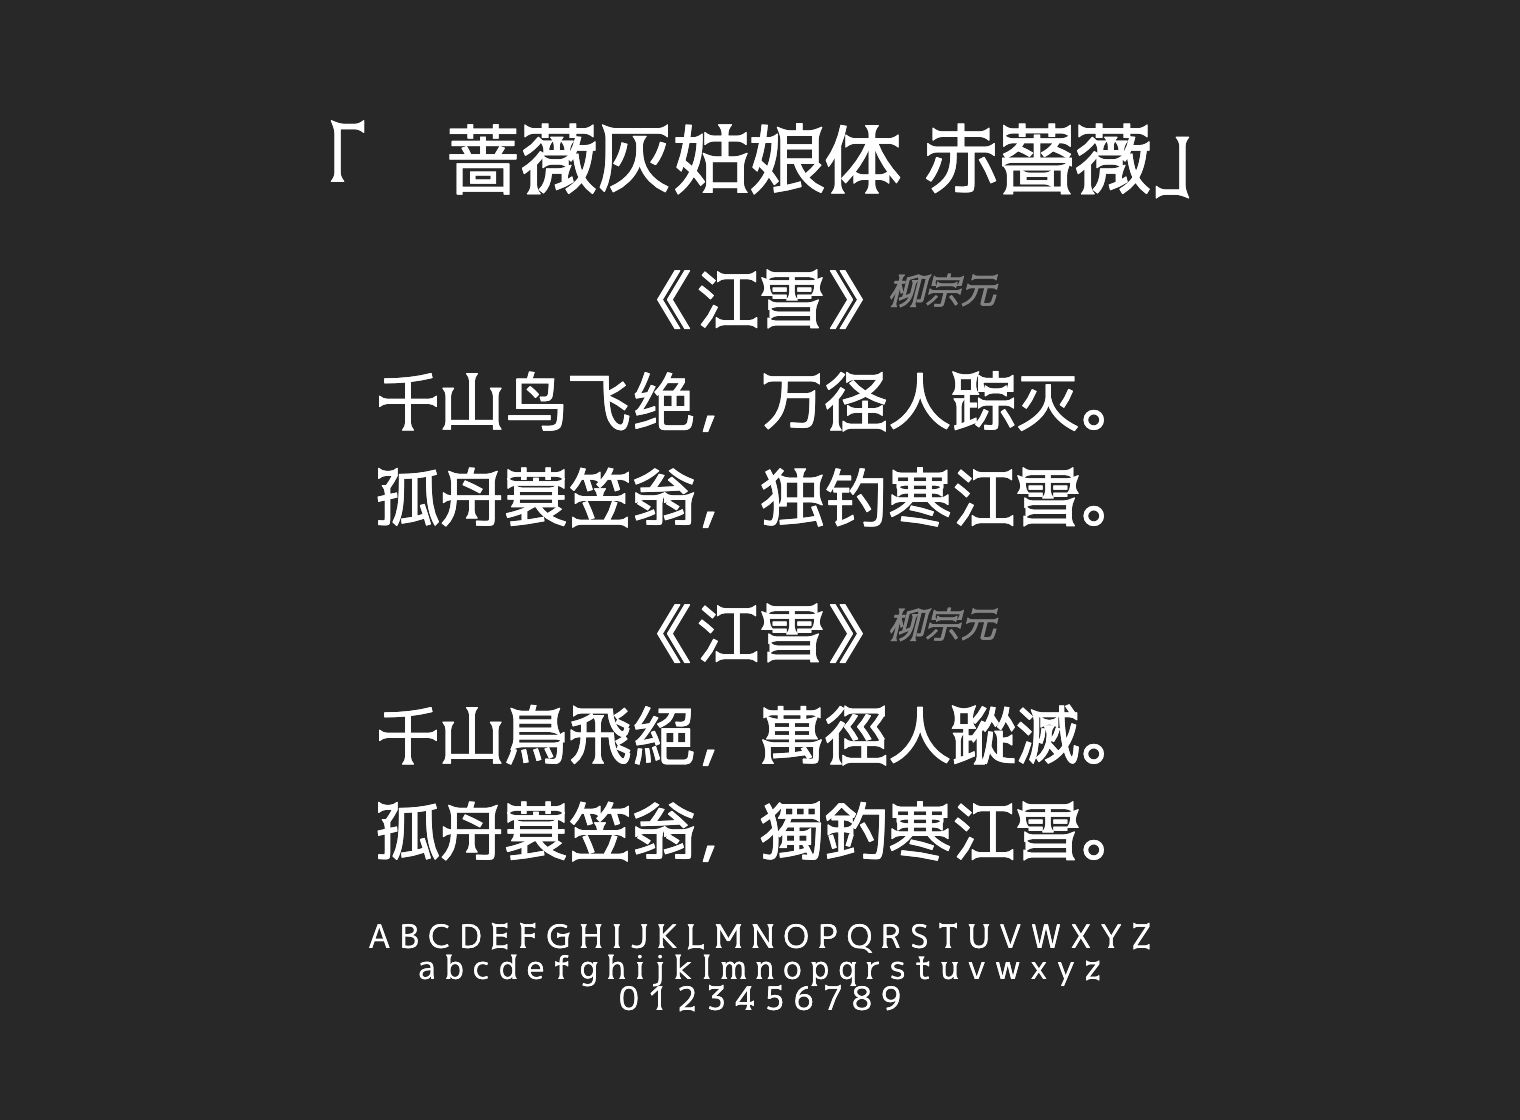 「　蔷薇灰姑娘体 赤薔薇」
《江雪》柳宗元
千山鸟飞绝，万径人踪灭。
孤舟蓑笠翁，独钓寒江雪。
《江雪》柳宗元
千山鳥飛絕，萬徑人蹤滅。
孤舟蓑笠翁，獨釣寒江雪。
A B C D E F G H I J K L M N O P Q R S T U V W X Y Z
a b c d e f g h i j k l m n o p q r s t u v w x y z
0 1 2 3 4 5 6 7 8 9